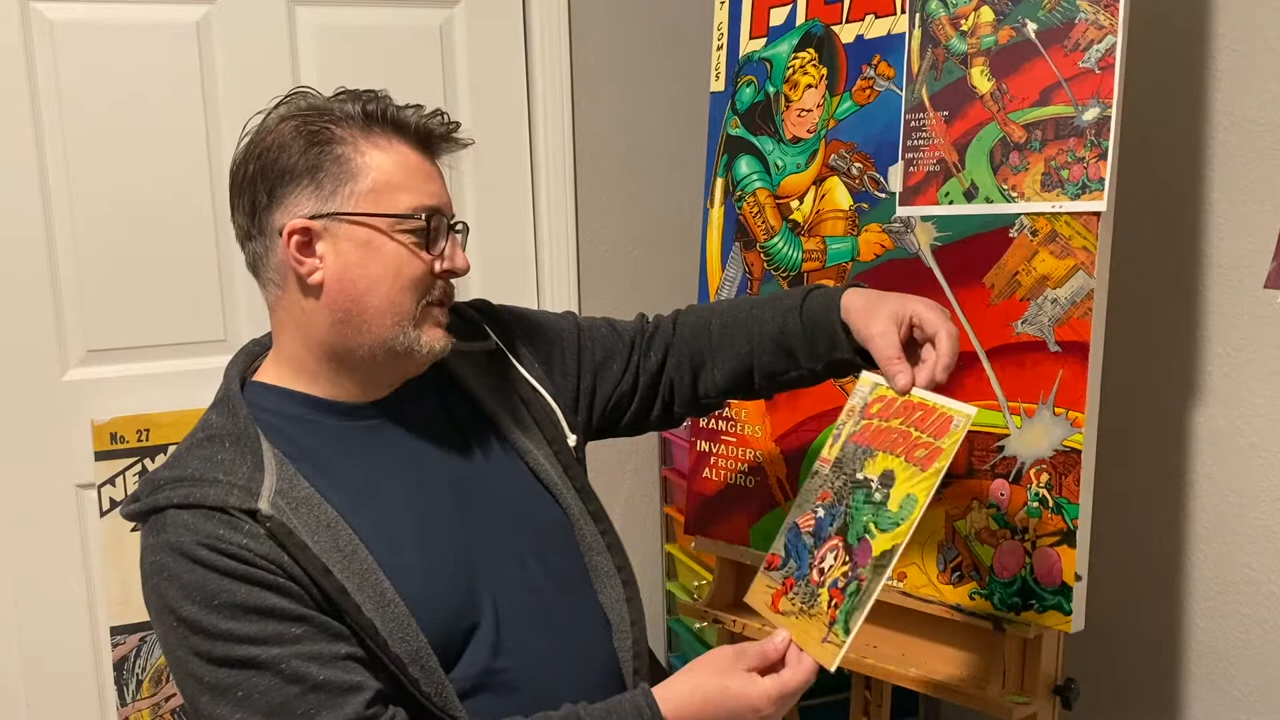 T COMICS
HIJACK ON
ALPHA 7
SPACE
RANGERS
INVADERS
FROM
ALTURO
SPACE
RANGERS
"INVADERS
FROM
ALTURO"
CAPTAIN
AMERICA
No. 27
NEW